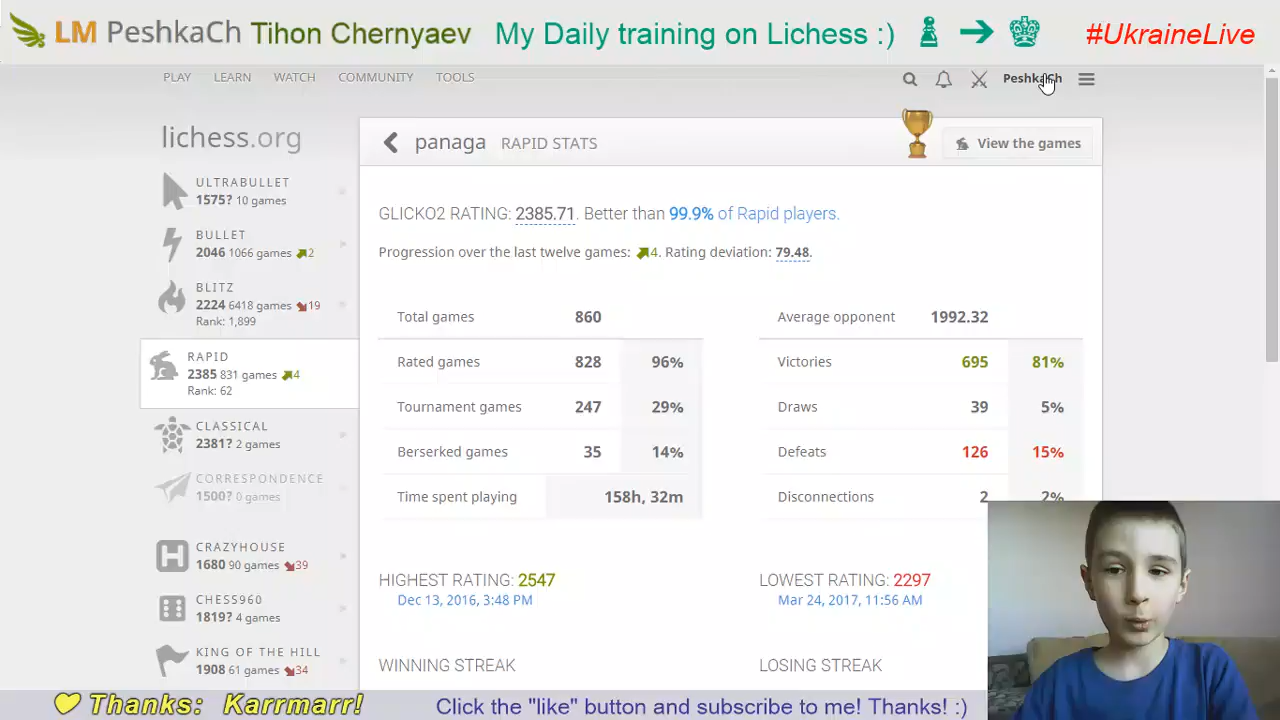 LM PeshkaCh Tihon Chernyaev My Daily training on Lichess :) #UkraineLive
PLAY LEARN WATCH COMMUNITY TOOLS PeshkaCh
lichess.org
panaga RAPID STATS View the games
ULTRABULLET
1575? 10 games
BULLET
2046 1066 games 2
BLITZ
2224 6418 games 19
Rank: 1,899
RAPID
2385 831 games 4
Rank: 62
CLASSICAL
2381? 2 games
CORRESPONDENCE
1500? 0 games
CRAZYHOUSE
1680 90 games 39
CHESS960
1819? 4 games
KING OF THE HILL
1908 61 games 34
GLICKO2 RATING: 2385.71. Better than 99.9% of Rapid players.
Progression over the last twelve games: 4. Rating deviation: 79.48.
Total games 860
Rated games 828 96%
Tournament games 247 29%
Berserked games 35 14%
Time spent playing 158h, 32m
Average opponent 1992.32
Victories 695 81%
Draws 39 5%
Defeats 126 15%
Disconnections 2 2%
HIGHEST RATING: 2547
Dec 13, 2016, 3:48 PM
LOWEST RATING: 2297
Mar 24, 2017, 11:56 AM
WINNING STREAK
LOSING STREAK
Thanks: Karrmarr! Click the "like" button and subscribe to me! Thanks! :)